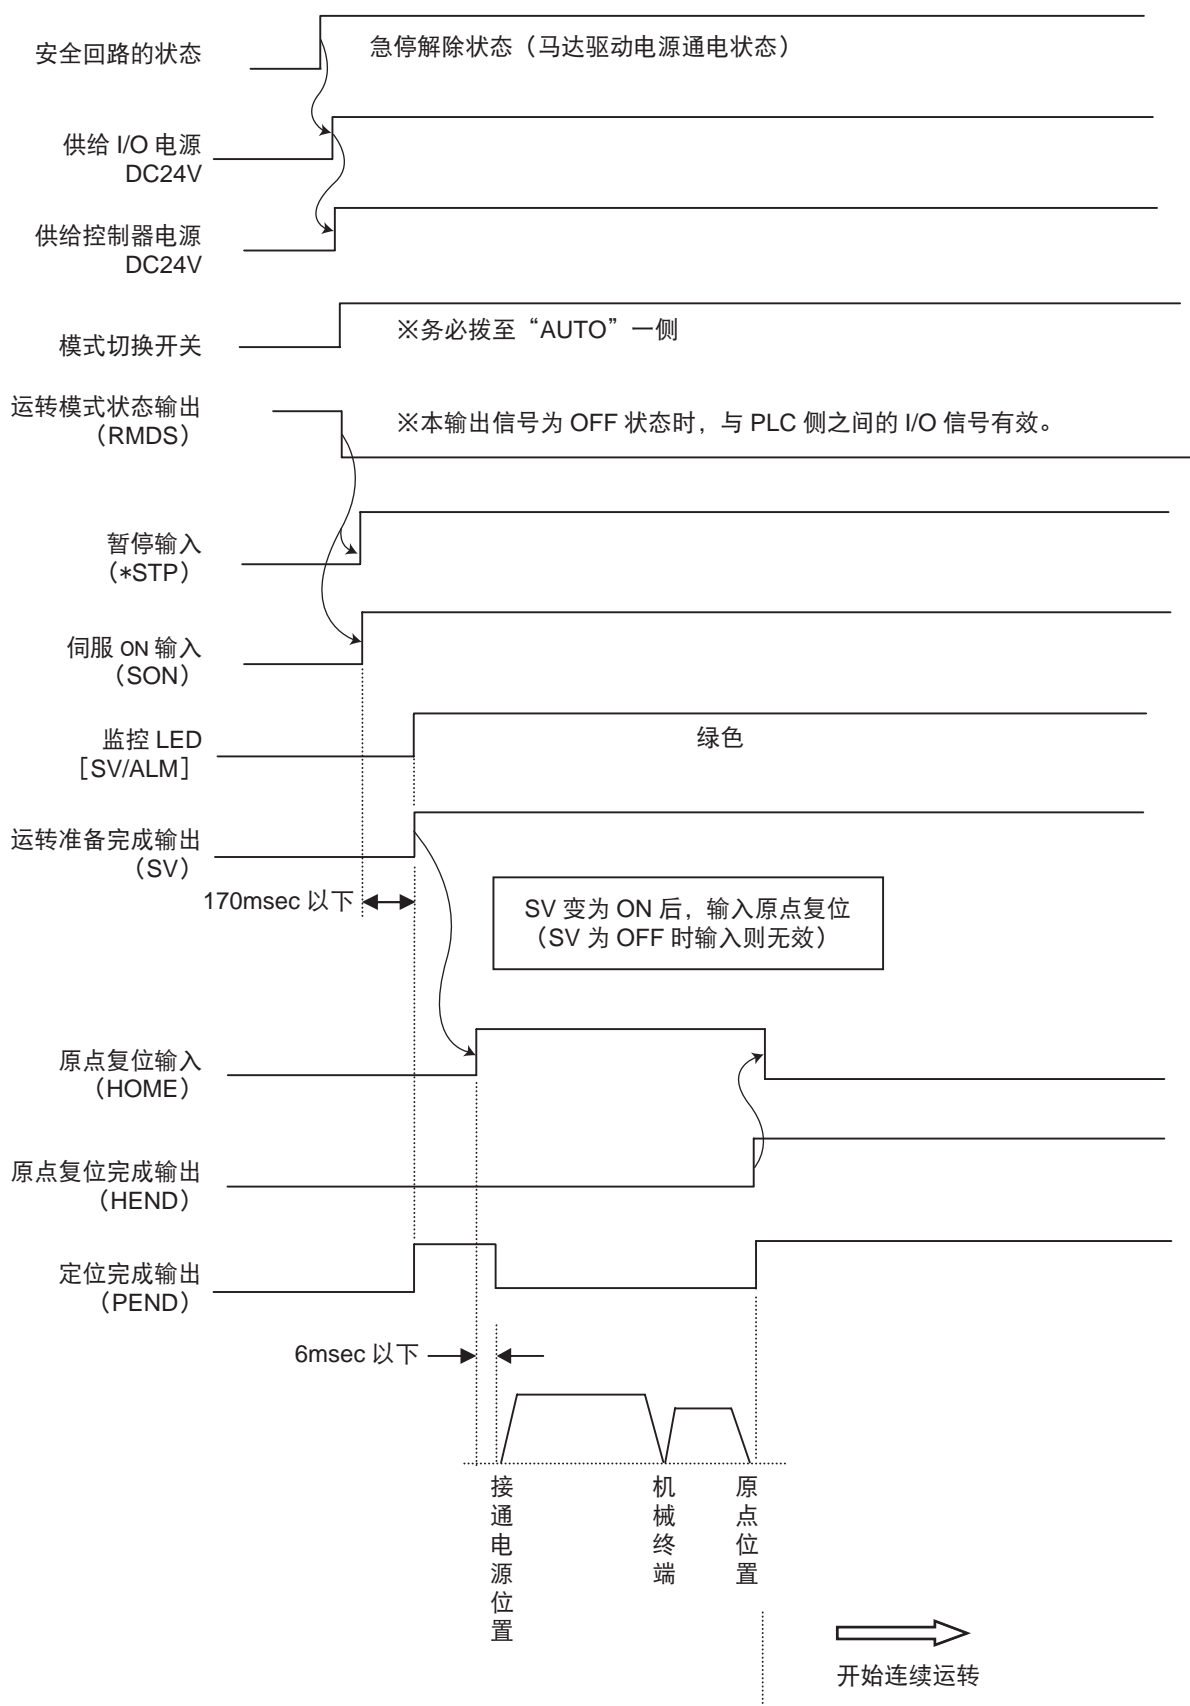 安全回路的状态
急停解除状态（马达驱动电源通电状态）
供给 I/O 电源
DC24V
供给控制器电源
DC24V
模式切换开关
※务必拨至“AUTO”一侧
运转模式状态输出
（RMDS）
※本输出信号为 OFF 状态时，与 PLC 侧之间的 I/O 信号有效。
暂停输入
（*STP）
伺服 ON 输入
（SON）
监控 LED
［SV/ALM］
绿色
运转准备完成输出
（SV）
170msec 以下
SV 变为 ON 后，输入原点复位
（SV 为 OFF 时输入则无效）
原点复位输入
（HOME）
原点复位完成输出
（HEND）
定位完成输出
（PEND）
6msec 以下
接通电源位置
机械终端
原点位置
开始连续运转